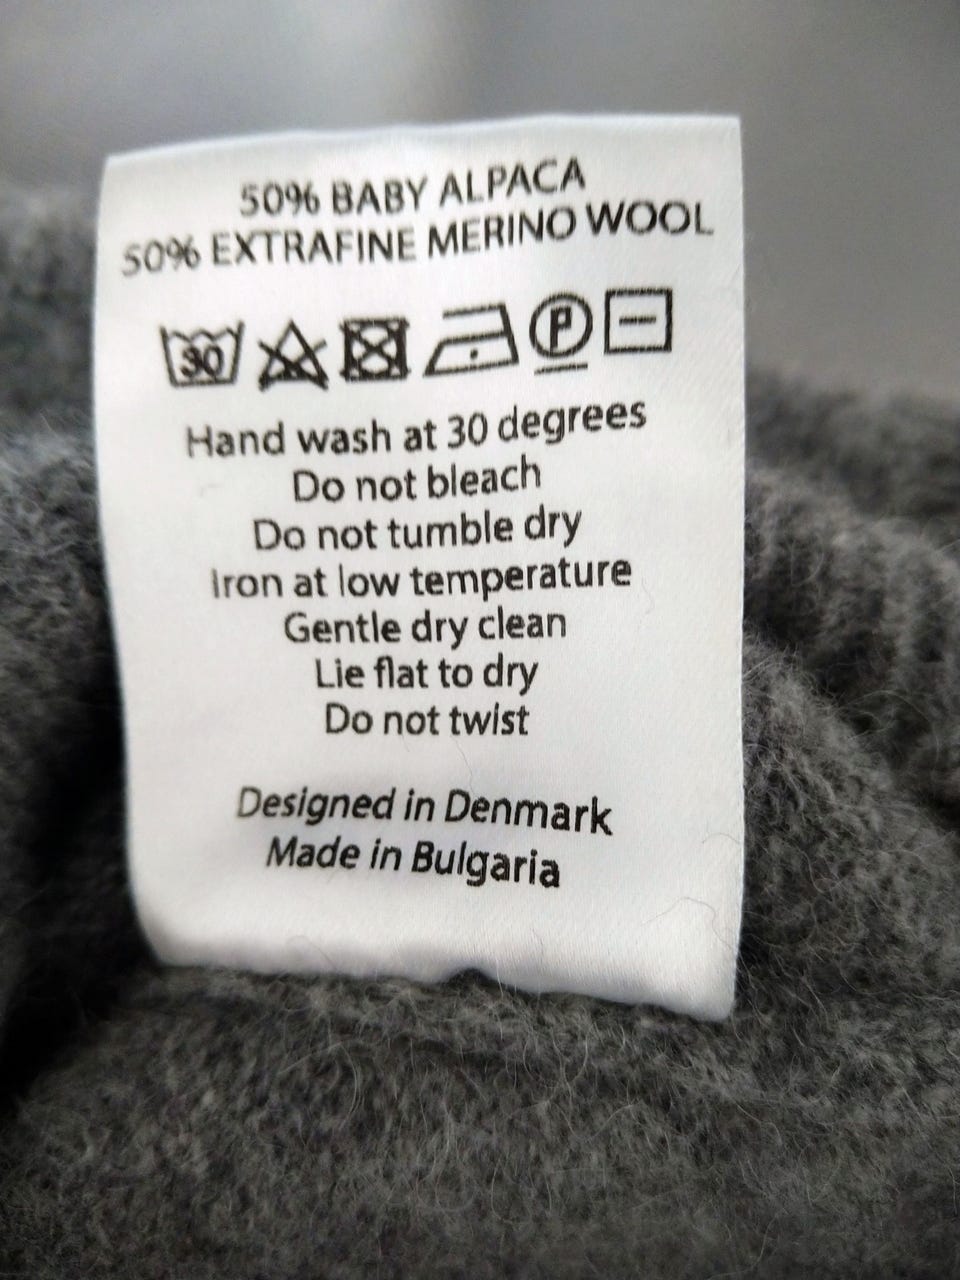 50% BABY ALPACA
50% EXTRAFINE MERINO WOOL
30 P
Hand wash at 30 degrees
Do not bleach
Do not tumble dry
Iron at low temperature
Gentle dry clean
Lie flat to dry
Do not twist
Designed in Denmark
Made in Bulgaria